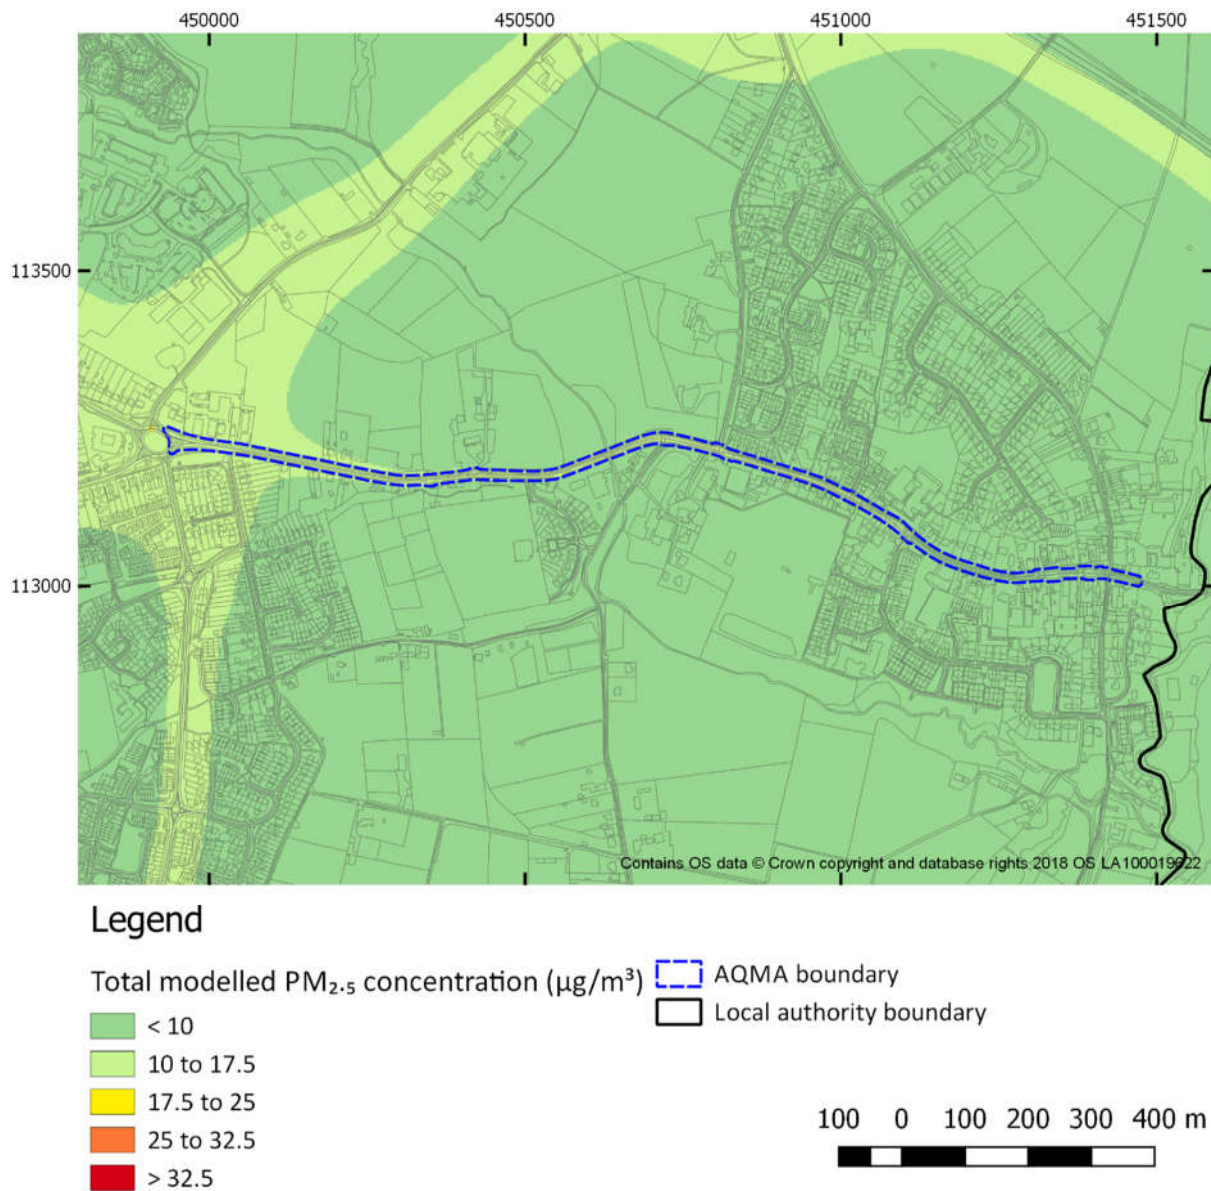 450000 450500 451000 451500
113500
113000
Contains OS data © Crown copyright and database rights 2018 OS LA100019622
Legend
Total modelled PM₂.₅ concentration (µg/m³)
< 10
10 to 17.5
17.5 to 25
25 to 32.5
> 32.5
AQMA boundary
Local authority boundary
100 0 100 200 300 400 m